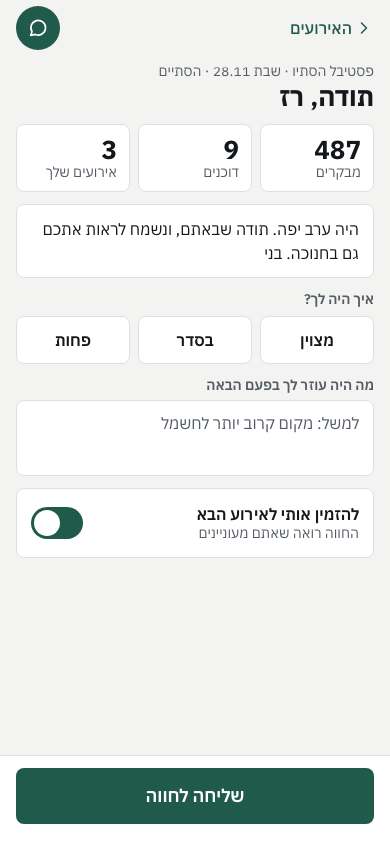 האירועים
פסטיבל הסתיו · שבת 28.11 · הסתיים
תודה, רז
487
מבקרים
9
דוכנים
3
אירועים שלך
היה ערב יפה. תודה שבאתם, ונשמח לראות אתכם
גם בחנוכה. בני
איך היה לך?
מצוין
בסדר
פחות
מה היה עוזר לך בפעם הבאה
למשל: מקום קרוב יותר לחשמל
להזמין אותי לאירוע הבא
החווה רואה שאתם מעוניינים
שליחה לחווה